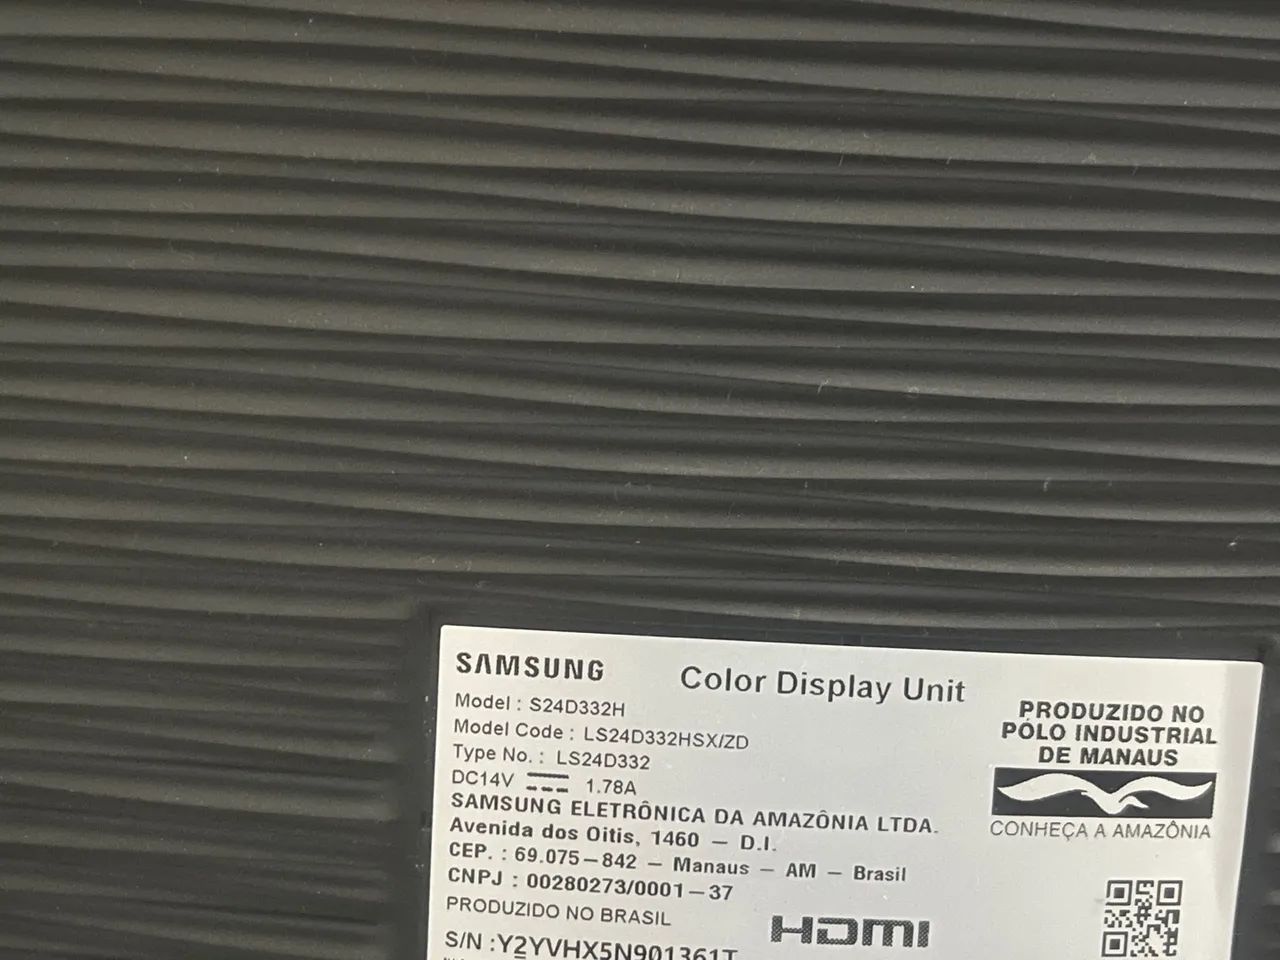 SAMSUNG
Color Display Unit
Model : S24D332H
Model Code : LS24D332HSX/ZD
Type No. : LS24D332
DC14V 1.78A
SAMSUNG ELETRÔNICA DA AMAZÔNIA LTDA.
Avenida dos Oitis, 1460 – D.I.
CEP. : 69.075–842 – Manaus – AM – Brasil
CNPJ : 00280273/0001–37
PRODUZIDO NO BRASIL
S/N :Y2YVHX5N901361T
PRODUZIDO NO
PÓLO INDUSTRIAL
DE MANAUS
CONHEÇA A AMAZÔNIA
HDMI